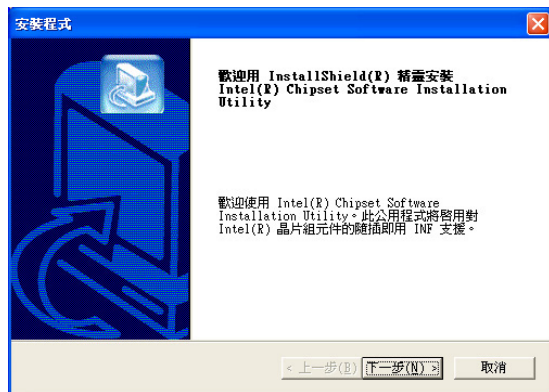 安裝程式
歡迎用 InstallShield(R) 精靈安裝
Intel(R) Chipset Software Installation
Utility
歡迎使用 Intel(R) Chipset Software
Installation Utility。此公用程式將啓用對
Intel(R) 晶片組元件的隨插即用 INF 支援。
< 上一步(B)
下一步(N) >
取消